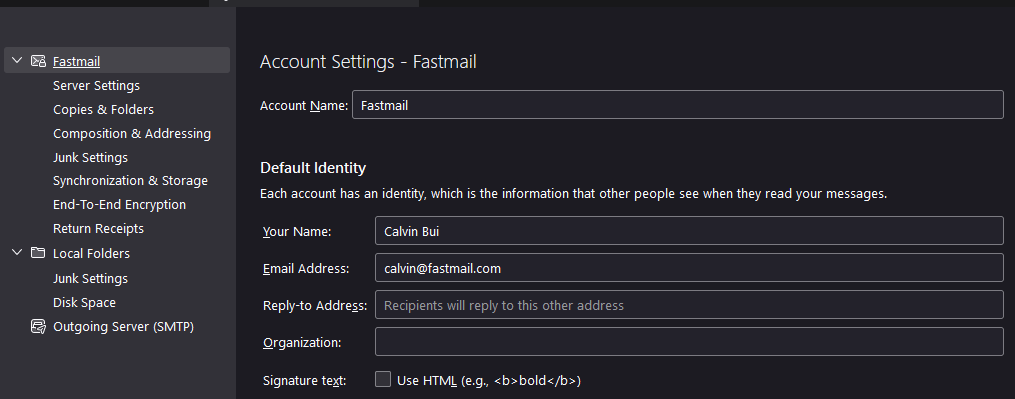 Fastmail
Server Settings
Copies & Folders
Composition & Addressing
Junk Settings
Synchronization & Storage
End-To-End Encryption
Return Receipts
Local Folders
Junk Settings
Disk Space
Outgoing Server (SMTP)
Account Settings - Fastmail
Account Name: Fastmail
Default Identity
Each account has an identity, which is the information that other people see when they read your messages.
Your Name: Calvin Bui
Email Address: calvin@fastmail.com
Reply-to Address: Recipients will reply to this other address
Organization:
Signature text: Use HTML (e.g., <b>bold</b>)